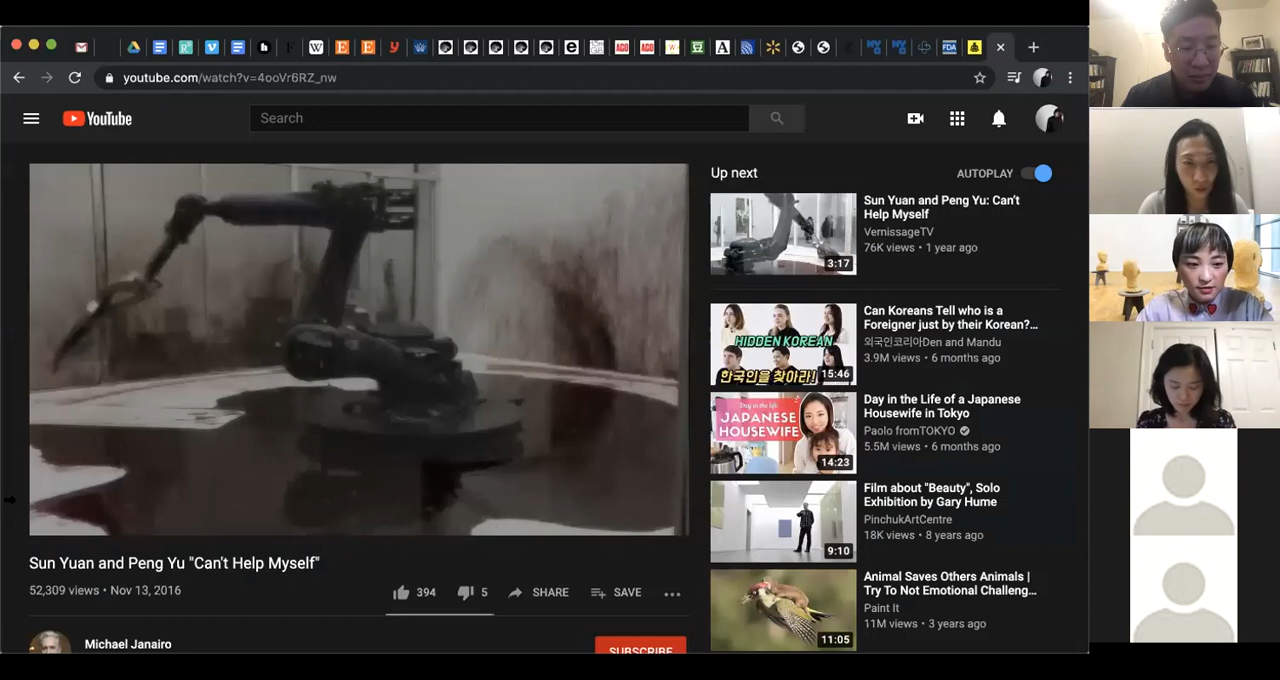 youtube.com/watch?v=4ooVr6RZ_nw
YouTube
Search
Up next
AUTOPLAY
Sun Yuan and Peng Yu: Can't
Help Myself
VernissageTV
76K views • 1 year ago
3:17
Can Koreans Tell who is a
Foreigner just by their Korean?...
외국인코리아Den and Mandu
3.9M views • 6 months ago
HIDDEN KOREAN
한국인을 찾아라!
15:46
Day in the Life of a Japanese
Housewife in Tokyo
Paolo fromTOKYO
5.5M views • 6 months ago
Day in the life
JAPANESE
HOUSEWIFE
14:23
Film about "Beauty", Solo
Exhibition by Gary Hume
PinchukArtCentre
18K views • 8 years ago
9:10
Animal Saves Others Animals |
Try To Not Emotional Challeng...
Paint It
11M views • 3 years ago
11:05
Sun Yuan and Peng Yu "Can't Help Myself"
52,309 views • Nov 13, 2016
394
5
SHARE
SAVE
Michael Janairo
SUBSCRIBE